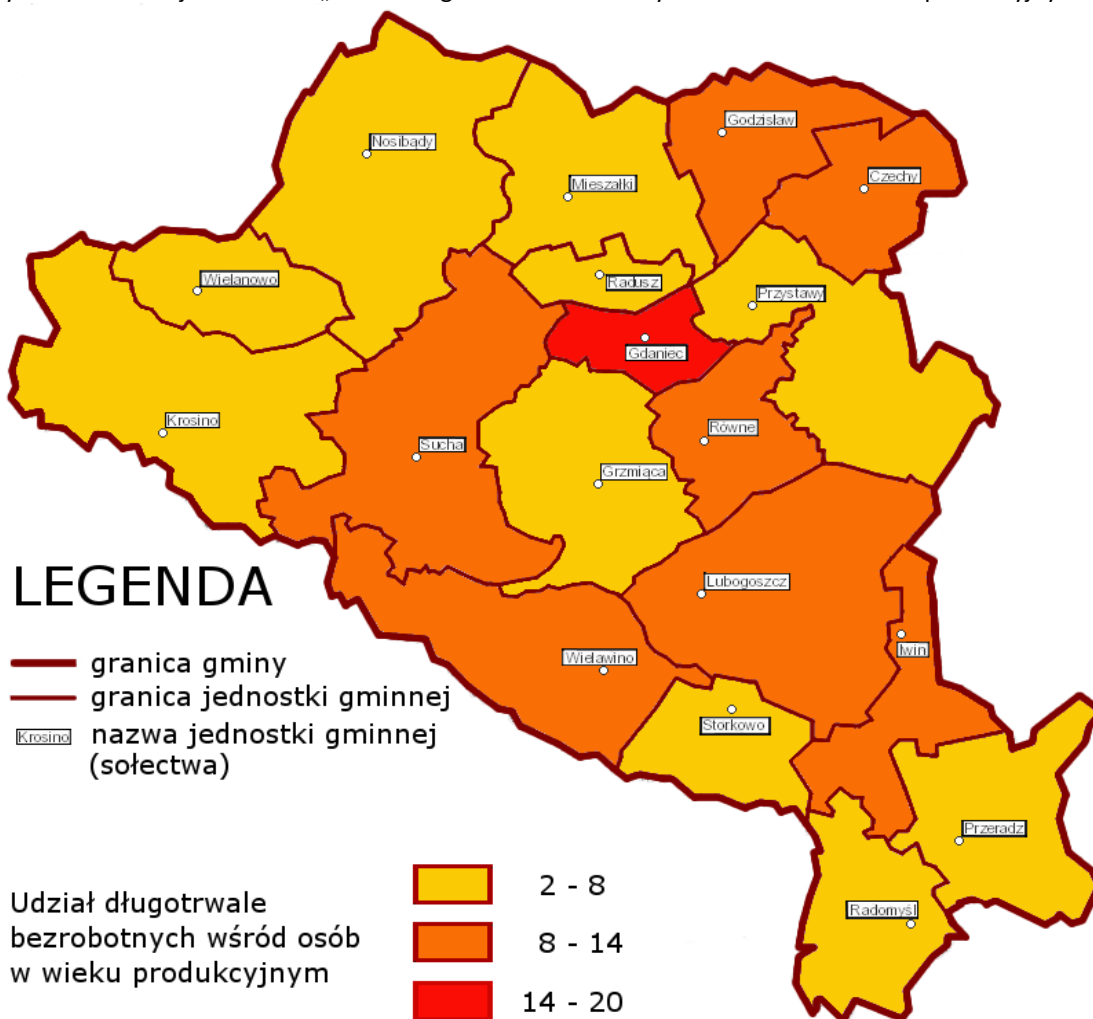 Nosibądy
Mieszałki
Godzisław
Czechy
Wielanowo
Radusz
Przystawy
Gdaniec
Krosino
Sucha
Równe
Grzmiąca
Lubogoszcz
Iwin
Wielawino
Storkowo
Przeradz
Radomyśl
LEGENDA
granica gminy
granica jednostki gminnej
Krosino nazwa jednostki gminnej
(sołectwa)
Udział długotrwale
bezrobotnych wśród osób
w wieku produkcyjnym
2 - 8
8 - 14
14 - 20